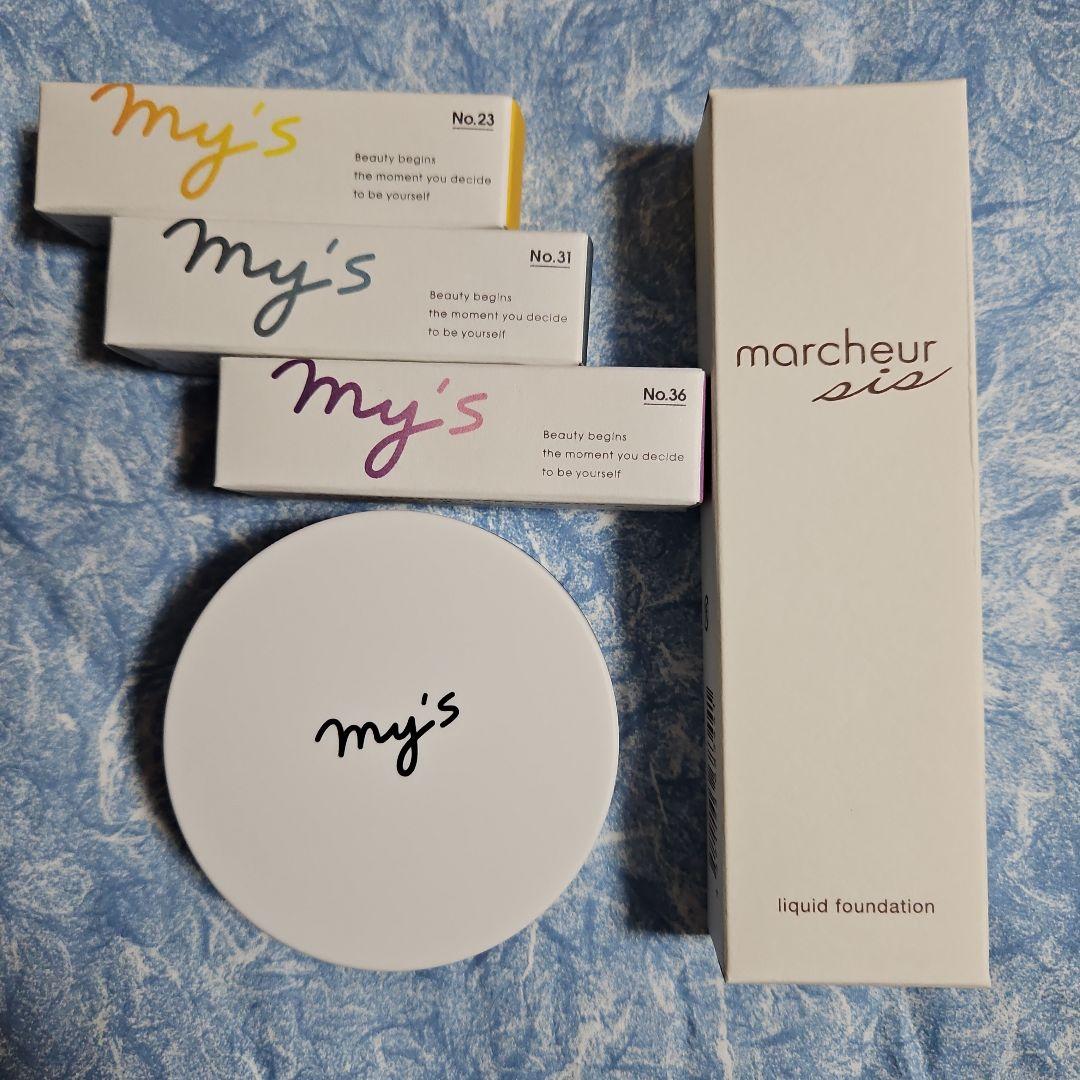 my's
No.23
Beauty begins
the moment you decide
to be yourself
my's
No.31
Beauty begins
the moment you decide
to be yourself
my's
No.36
Beauty begins
the moment you decide
to be yourself
my's
marcheur
sis
liquid foundation